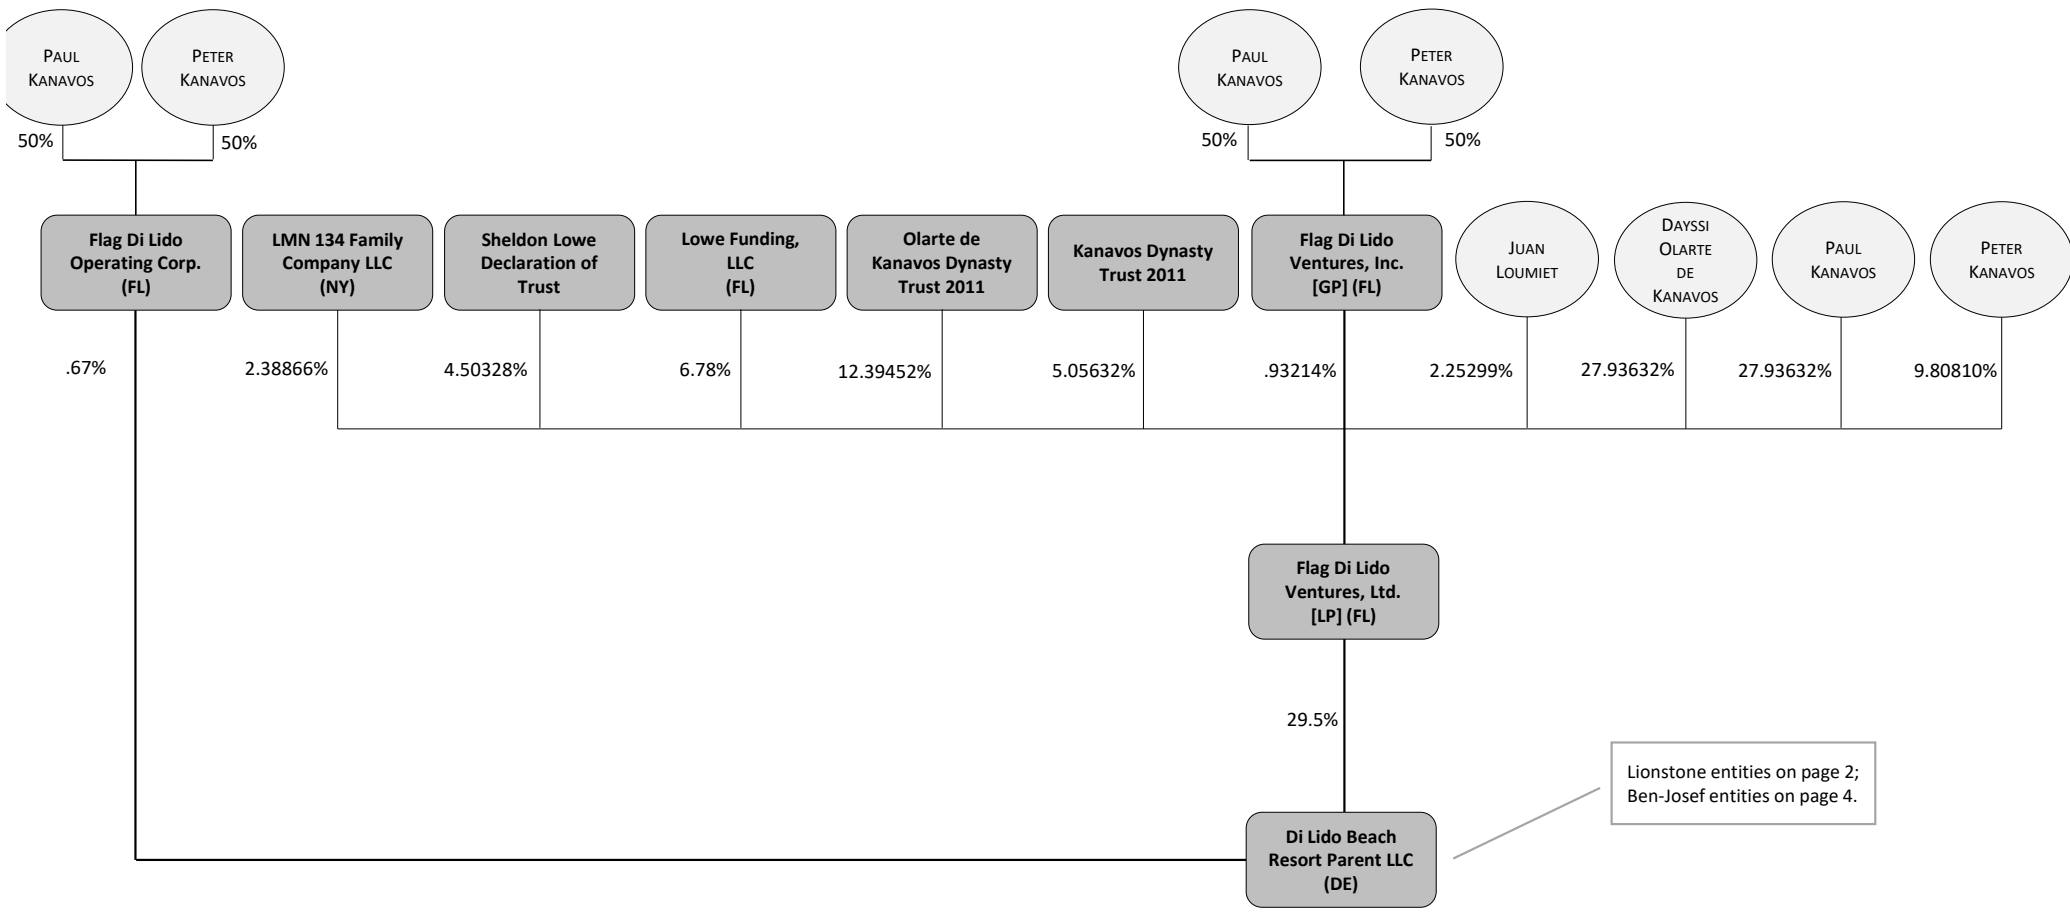 PAUL
KANAVOS
PETER
KANAVOS
PAUL
KANAVOS
PETER
KANAVOS
50%
50%
50%
50%
Flag Di Lido
Operating Corp.
(FL)
LMN 134 Family
Company LLC
(NY)
Sheldon Lowe
Declaration of
Trust
Lowe Funding,
LLC
(FL)
Olarte de
Kanavos Dynasty
Trust 2011
Kanavos Dynasty
Trust 2011
Flag Di Lido
Ventures, Inc.
[GP] (FL)
JUAN
LOUMIET
DAYSSI
OLARTE
DE
KANAVOS
PAUL
KANAVOS
PETER
KANAVOS
.67%
2.38866%
4.50328%
6.78%
12.39452%
5.05632%
.93214%
2.25299%
27.93632%
27.93632%
9.80810%
Flag Di Lido
Ventures, Ltd.
[LP] (FL)
29.5%
Lionstone entities on page 2;
Ben-Josef entities on page 4.
Di Lido Beach
Resort Parent LLC
(DE)